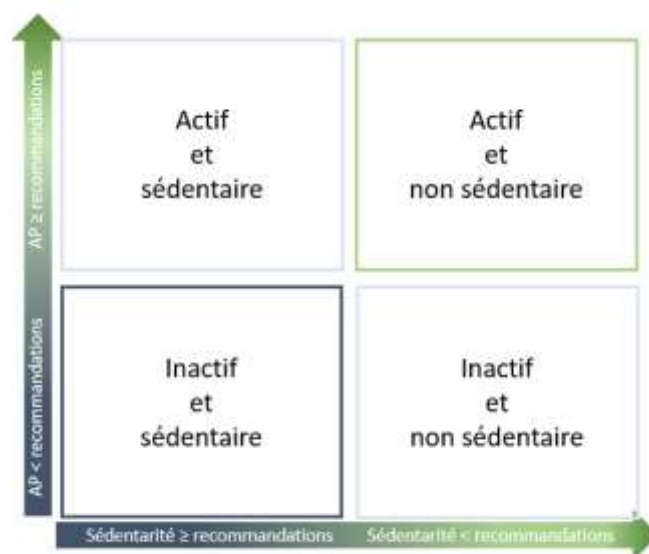 AP ≥ recommandations
Actif
et
sédentaire
Actif
et
non sédentaire
AP < recommandations
Inactif
et
sédentaire
Inactif
et
non sédentaire
Sédentarité ≥ recommandations
Sédentarité < recommandations